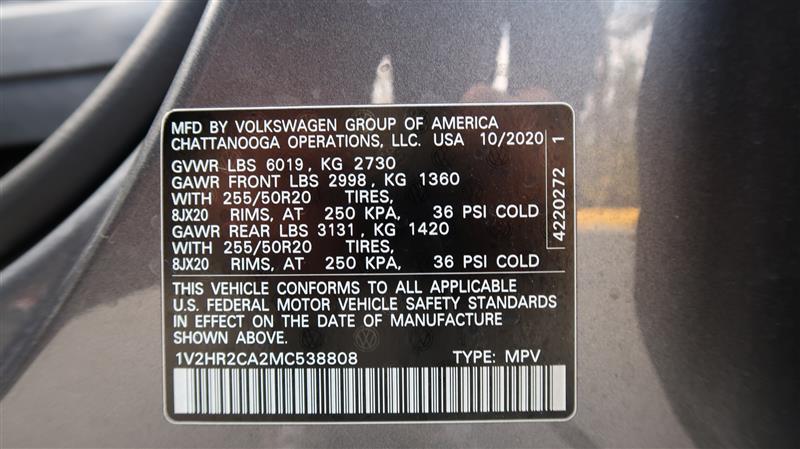 MFD BY VOLKSWAGEN GROUP OF AMERICA
CHATTANOOGA OPERATIONS, LLC. USA 10/2020
GVWR LBS 6019, KG 2730
GAWR FRONT LBS 2998, KG 1360
WITH 255/50R20 TIRES,
8JX20 RIMS, AT 250 KPA, 36 PSI COLD
GAWR REAR LBS 3131, KG 1420
WITH 255/50R20 TIRES,
8JX20 RIMS, AT 250 KPA, 36 PSI COLD
4220272 1
THIS VEHICLE CONFORMS TO ALL APPLICABLE
U.S. FEDERAL MOTOR VEHICLE SAFETY STANDARDS
IN EFFECT ON THE DATE OF MANUFACTURE
SHOWN ABOVE.
1V2HR2CA2MC538808 TYPE: MPV